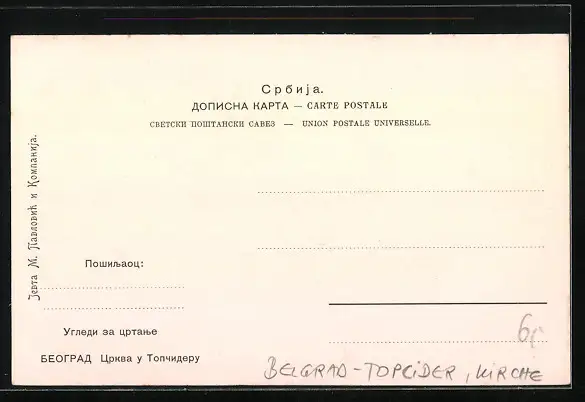 Србија.
ДОПИСНА КАРТА — CARTE POSTALE
СВЕТСКИ ПОШТАНСКИ САВЕЗ — UNION POSTALE UNIVERSELLE.
Јевта М. Павловић и Компанија.
Пошиљаоц:
Угледи за цртање
БЕОГРАД Црква у Топчидеру
BELGRAD-TOPCIDER, KIRCHE